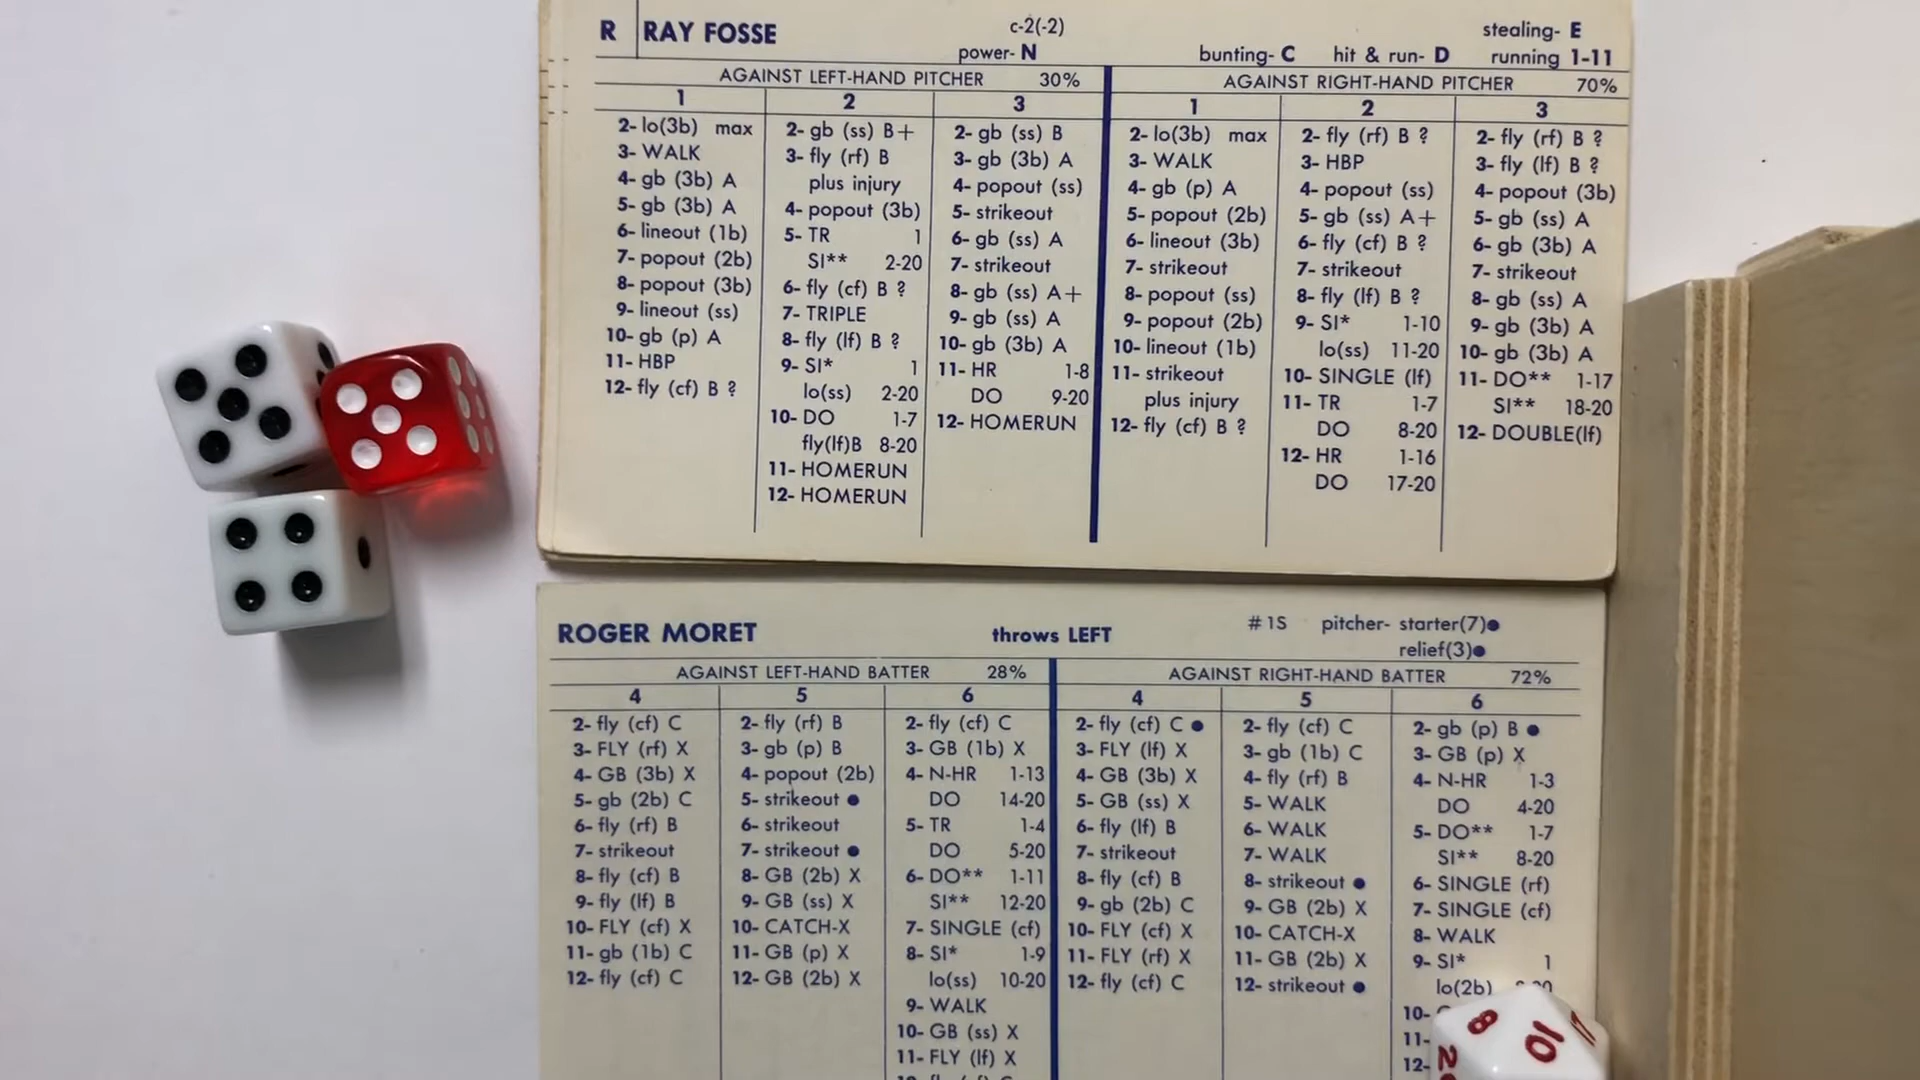 R RAY FOSSE c-2(-2) stealing- E
power- N bunting- C hit & run- D running 1-11
AGAINST LEFT-HAND PITCHER 30% AGAINST RIGHT-HAND PITCHER 70%
1 2 3 1 2 3
2- lo(3b) max
3- WALK
4- gb (3b) A
5- gb (3b) A
6- lineout (1b)
7- popout (2b)
8- popout (3b)
9- lineout (ss)
10- gb (p) A
11- HBP
12- fly (cf) B ?
2- gb (ss) B+
3- fly (rf) B
plus injury
4- popout (3b)
5- TR 1
SI** 2-20
6- fly (cf) B ?
7- TRIPLE
8- fly (lf) B ?
9- SI* 1
lo(ss) 2-20
10- DO 1-7
fly(lf)B 8-20
11- HOMERUN
12- HOMERUN
2- gb (ss) B
3- gb (3b) A
4- popout (ss)
5- strikeout
6- gb (ss) A
7- strikeout
8- gb (ss) A+
9- gb (ss) A
10- gb (3b) A
11- HR 1-8
DO 9-20
12- HOMERUN
2- lo(3b) max
3- WALK
4- gb (p) A
5- popout (2b)
6- lineout (3b)
7- strikeout
8- popout (ss)
9- popout (2b)
10- lineout (1b)
11- strikeout
plus injury
12- fly (cf) B ?
2- fly (rf) B ?
3- HBP
4- popout (ss)
5- gb (ss) A+
6- fly (cf) B ?
7- strikeout
8- fly (lf) B ?
9- SI* 1-10
lo(ss) 11-20
10- SINGLE (lf)
11- TR 1-7
DO 8-20
12- HR 1-16
DO 17-20
2- fly (rf) B ?
3- fly (lf) B ?
4- popout (3b)
5- gb (ss) A
6- gb (3b) A
7- strikeout
8- gb (ss) A
9- gb (3b) A
10- gb (3b) A
11- DO** 1-17
SI** 18-20
12- DOUBLE(lf)
ROGER MORET throws LEFT #1S pitcher- starter(7)●
relief(3)●
AGAINST LEFT-HAND BATTER 28% AGAINST RIGHT-HAND BATTER 72%
4 5 6 4 5 6
2- fly (cf) C
3- FLY (rf) X
4- GB (3b) X
5- gb (2b) C
6- fly (rf) B
7- strikeout
8- fly (cf) B
9- fly (lf) B
10- FLY (cf) X
11- gb (1b) C
12- fly (cf) C
2- fly (rf) B
3- gb (p) B
4- popout (2b)
5- strikeout ●
6- strikeout
7- strikeout ●
8- GB (2b) X
9- GB (ss) X
10- CATCH-X
11- GB (p) X
12- GB (2b) X
2- fly (cf) C
3- GB (1b) X
4- N-HR 1-13
DO 14-20
5- TR 1-4
DO 5-20
6- DO** 1-11
SI** 12-20
7- SINGLE (cf)
8- SI* 1-9
lo(ss) 10-20
9- WALK
10- GB (ss) X
11- FLY (lf) X
2- fly (cf) C ●
3- FLY (lf) X
4- GB (3b) X
5- GB (ss) X
6- fly (lf) B
7- strikeout
8- fly (cf) B
9- gb (2b) C
10- FLY (cf) X
11- FLY (rf) X
12- fly (cf) C
2- fly (cf) C
3- gb (1b) C
4- fly (rf) B
5- WALK
6- WALK
7- WALK
8- strikeout ●
9- GB (2b) X
10- CATCH-X
11- GB (2b) X
12- strikeout ●
2- gb (p) B ●
3- GB (p) X
4- N-HR 1-3
DO 4-20
5- DO** 1-7
SI** 8-20
6- SINGLE (rf)
7- SINGLE (cf)
8- WALK
9- SI* 1
lo(2b)
10-
11-
12-
8 10 17